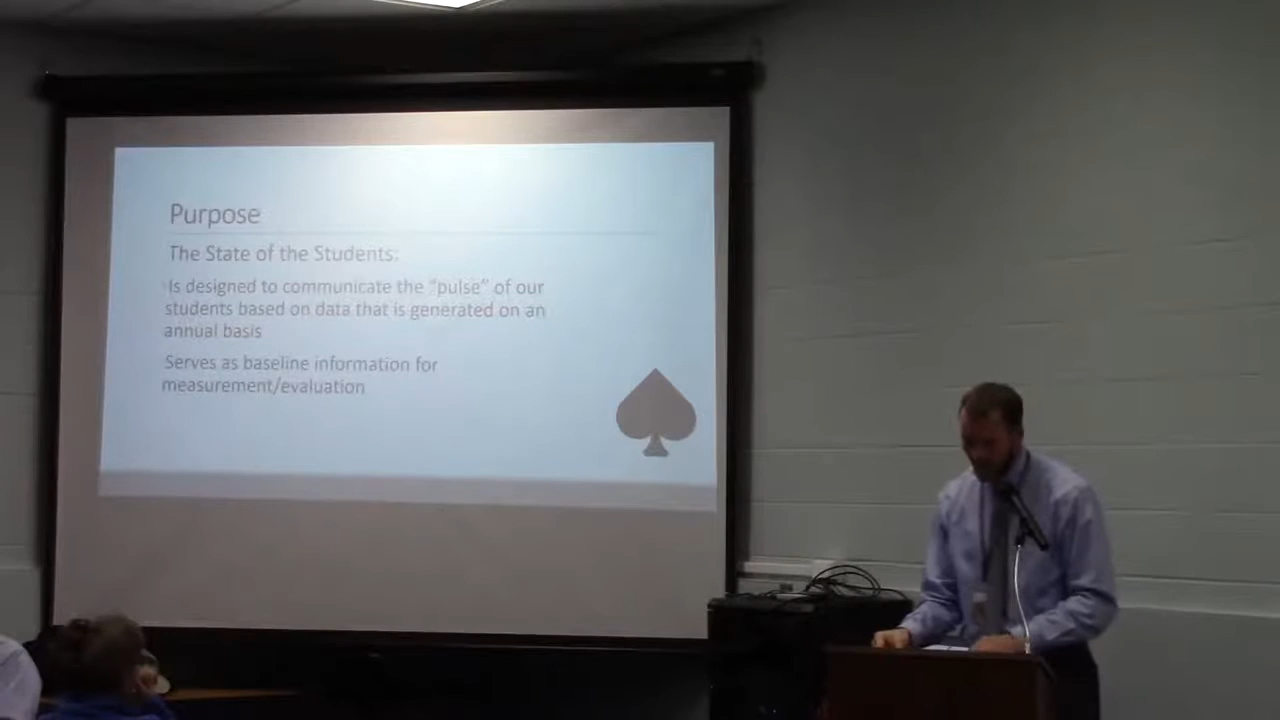 Purpose
The State of the Students:
Is designed to communicate the "pulse" of our
students based on data that is generated on an
annual basis
Serves as baseline information for
measurement/evaluation